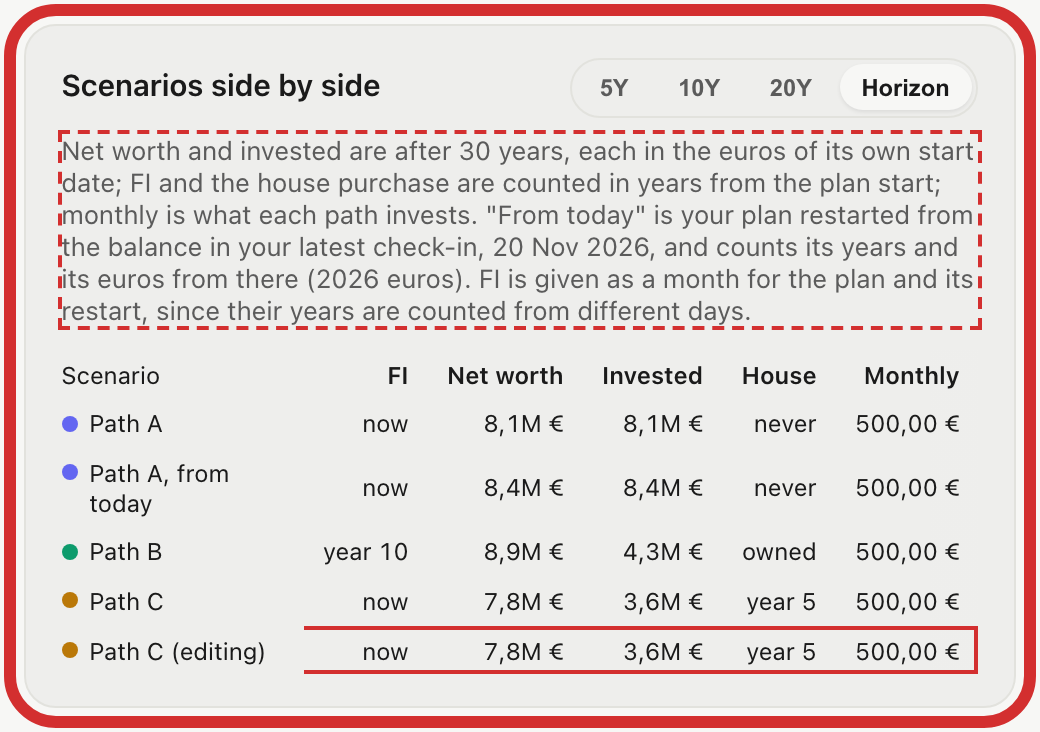 Scenarios side by side
5Y 10Y 20Y Horizon
Net worth and invested are after 30 years, each in the euros of its own start
date; FI and the house purchase are counted in years from the plan start;
monthly is what each path invests. "From today" is your plan restarted from
the balance in your latest check-in, 20 Nov 2026, and counts its years and
its euros from there (2026 euros). FI is given as a month for the plan and its
restart, since their years are counted from different days.
Scenario FI Net worth Invested House Monthly
Path A now 8,1M € 8,1M € never 500,00 €
Path A, from
today now 8,4M € 8,4M € never 500,00 €
Path B year 10 8,9M € 4,3M € owned 500,00 €
Path C now 7,8M € 3,6M € year 5 500,00 €
Path C (editing) now 7,8M € 3,6M € year 5 500,00 €